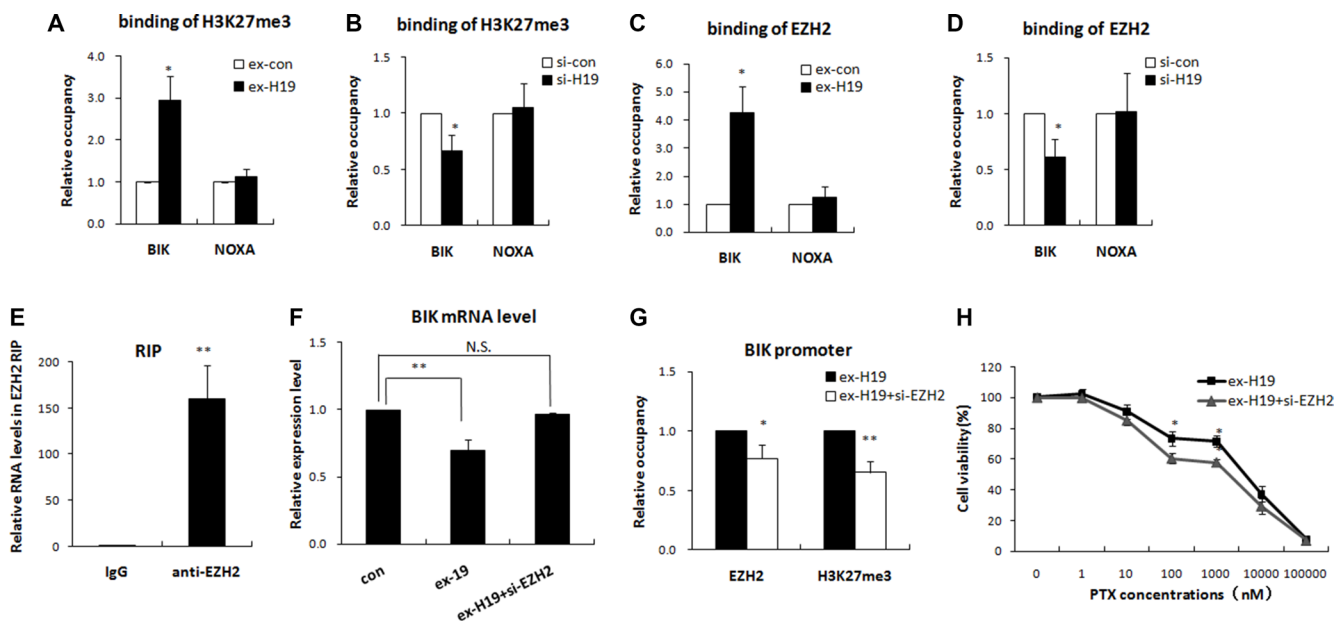 A
binding of H3K27me3
Relative occupancy
4.0
3.0
2.0
1.0
0.0
*
ex-con
ex-H19
BIK NOXA
B
binding of H3K27me3
Relative occupancy
1.5
1.0
0.5
0.0
*
si-con
si-H19
BIK NOXA
C
binding of EZH2
Relative occupancy
6.0
5.0
4.0
3.0
2.0
1.0
0.0
*
ex-con
ex-H19
BIK NOXA
D
binding of EZH2
Relative occupancy
1.5
1.0
0.5
0.0
*
si-con
si-H19
BIK NOXA
E
RIP
Relative RNA levels in EZH2 RIP
200
150
100
50
0
**
IgG anti-EZH2
F
BIK mRNA level
Relative expression level
1.5
1.0
0.5
0.0
N.S.
**
con ex-19 ex-H19+si-EZH2
G
BIK promoter
Relative occupancy
1.5
1.0
0.5
0.0
ex-H19
ex-H19+si-EZH2
*
**
EZH2 H3K27me3
H
Cell viability(%)
120
100
80
60
40
20
0
ex-H19
ex-H19+si-EZH2
*
*
0 1 10 100 1000 10000 100000
PTX concentrations（nM）